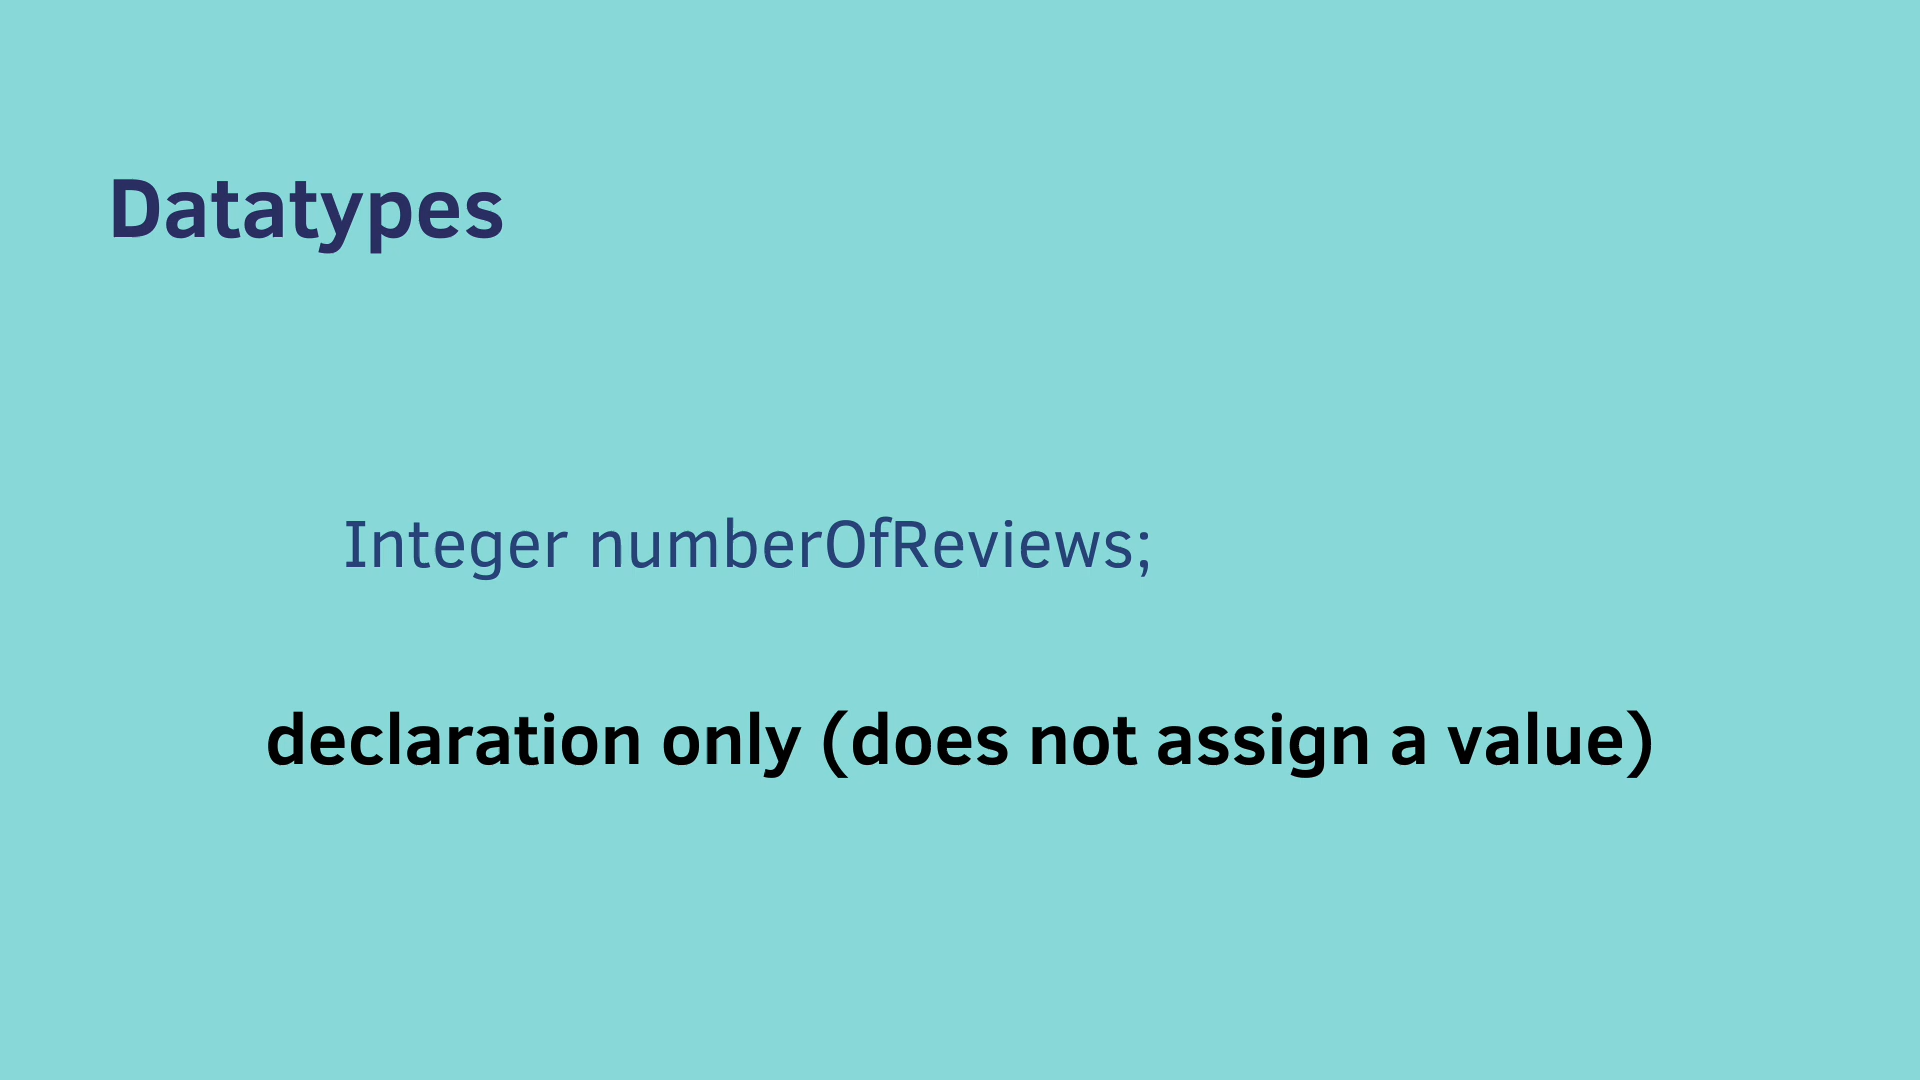 Datatypes
Integer numberOfReviews;
declaration only (does not assign a value)